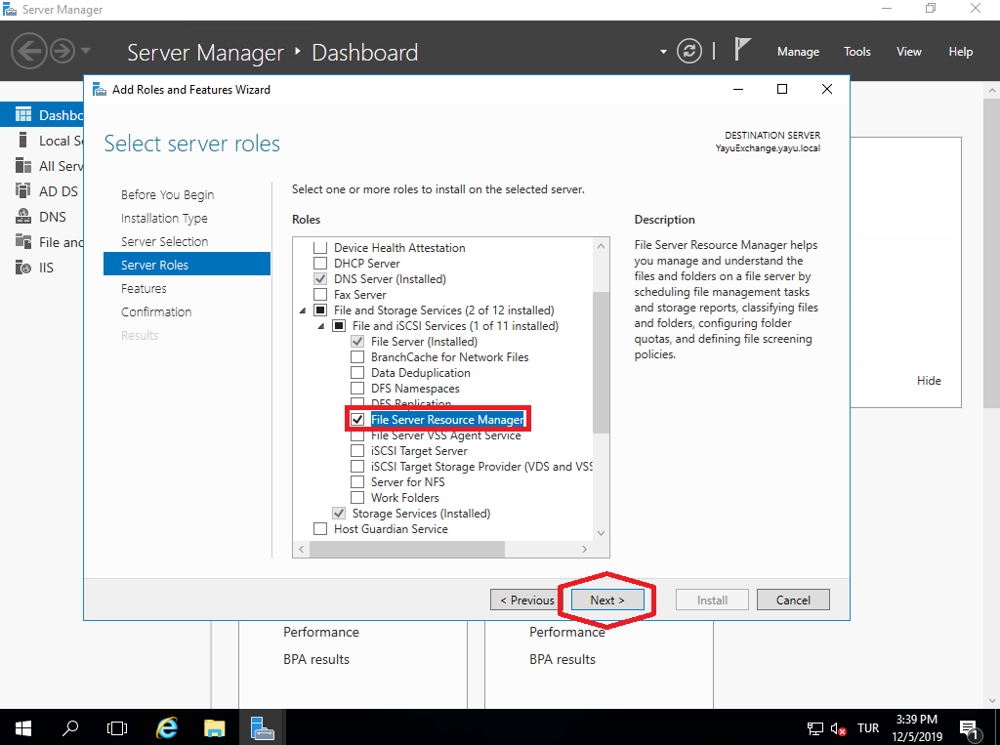 Server Manager
Server Manager ‣ Dashboard
Manage Tools View Help
Dashbo
Local Se
All Serv
AD DS
DNS
File and
IIS
Add Roles and Features Wizard
Select server roles
DESTINATION SERVER
YayuExchange.yayu.local
Before You Begin
Installation Type
Server Selection
Server Roles
Features
Confirmation
Results
Select one or more roles to install on the selected server.
Roles
Device Health Attestation
DHCP Server
DNS Server (Installed)
Fax Server
File and Storage Services (2 of 12 installed)
File and iSCSI Services (1 of 11 installed)
File Server (Installed)
BranchCache for Network Files
Data Deduplication
DFS Namespaces
DFS Replication
File Server Resource Manager
File Server VSS Agent Service
iSCSI Target Server
iSCSI Target Storage Provider (VDS and VSS
Server for NFS
Work Folders
Storage Services (Installed)
Host Guardian Service
Description
File Server Resource Manager helps
you manage and understand the
files and folders on a file server by
scheduling file management tasks
and storage reports, classifying files
and folders, configuring folder
quotas, and defining file screening
policies.
Hide
< Previous
Next >
Install
Cancel
Performance
BPA results
Performance
BPA results
TUR
3:39 PM
12/5/2019
1